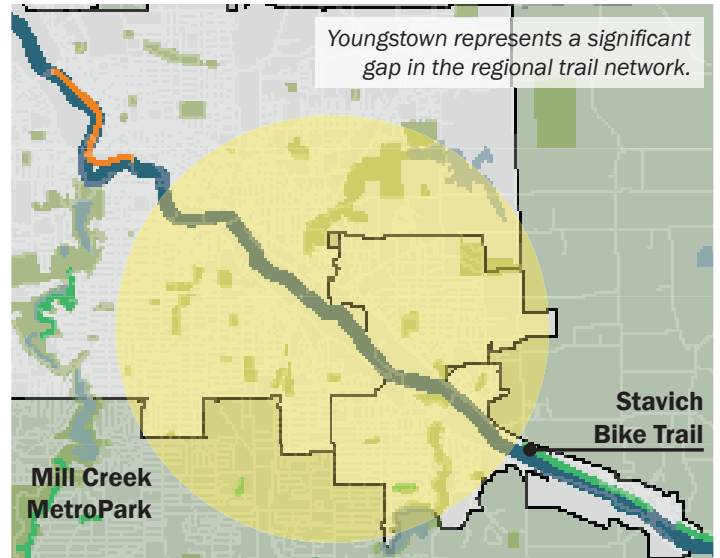 Youngstown represents a significant
gap in the regional trail network.
Stavich
Bike Trail
Mill Creek
MetroPark